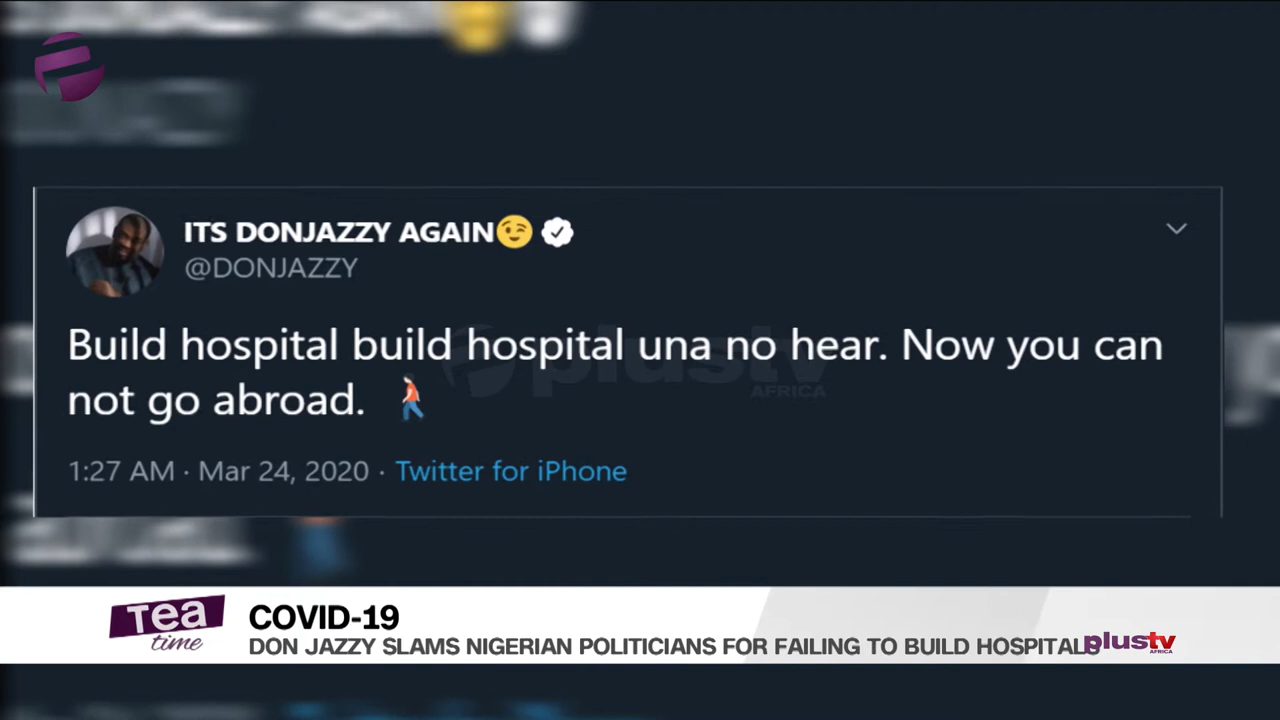 ITS DONJAZZY AGAIN😉
@DONJAZZY
Build hospital build hospital una no hear. Now you can
not go abroad. 🚶
plustv
AFRICA
1:27 AM · Mar 24, 2020 · Twitter for iPhone
Tea
time
COVID-19
DON JAZZY SLAMS NIGERIAN POLITICIANS FOR FAILING TO BUILD HOSPITALS
plustv
AFRICA